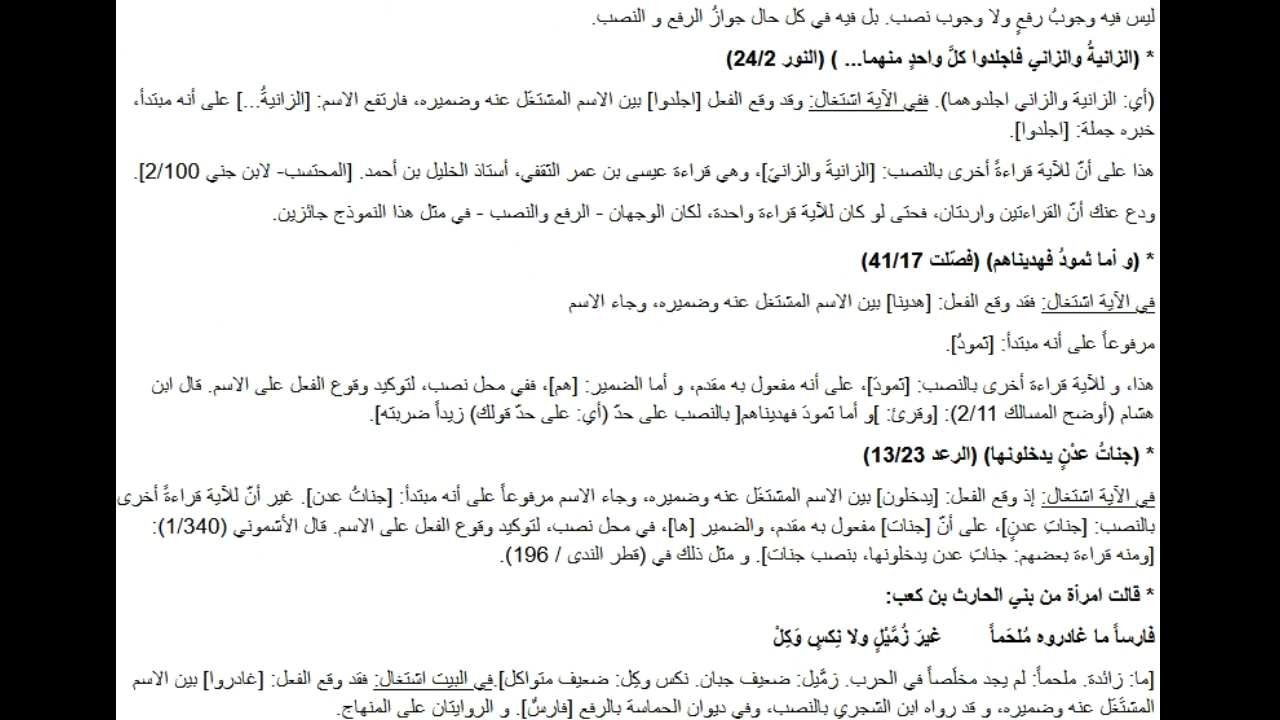 ليس فيه وجوبُ رفعٍ ولا وجوب نصب. بل فيه في كل حال جوازُ الرفع و النصب.
* (الزانيةُ والزاني فاجلدوا كلَّ واحدٍ منهما... ) (النور 24/2)
(أي: الزانية والزاني اجلدوهما). ففي الآية اشتغال: وقد وقع الفعل [اجلدوا] بين الاسم المشتغَل عنه وضميره، فارتفع الاسم: [الزانيةُ...] على أنه مبتدأ،
خبره جملة: [اجلدوا].
هذا على أنّ للآية قراءةً أخرى بالنصب: [الزانيةَ والزانيَ]، وهي قراءة عيسى بن عمر الثقفي، أستاذ الخليل بن أحمد. [المحتسب- لابن جني 2/100].
ودع عنك أنّ القراءتين واردتان، فحتى لو كان للآية قراءة واحدة، لكان الوجهان - الرفع والنصب - في مثل هذا النموذج جائزين.
* (و أما ثمودُ فهديناهم) (فصّلت 41/17)
في الآية اشتغال: فقد وقع الفعل: [هدينا] بين الاسم المشتغل عنه وضميره، وجاء الاسم
مرفوعاً على أنه مبتدأ: [ثمودُ].
هذا، و للآية قراءة أخرى بالنصب: [ثمودَ]، على أنه مفعول به مقدم، و أما الضمير: [هم]، ففي محل نصب، لتوكيد وقوع الفعل على الاسم. قال ابن
هشام (أوضح المسالك 2/11): [وقرئ: ]و أما ثمودَ فهديناهم[ بالنصب على حدّ (أي: على حدّ قولك) زيداً ضربته].
* (جناتُ عدْنٍ يدخلونها) (الرعد 13/23)
في الآية اشتغال: إذ وقع الفعل: [يدخلون] بين الاسم المشتغَل عنه وضميره، وجاء الاسم مرفوعاً على أنه مبتدأ: [جناتُ عدن]. غير أنّ للآية قراءةً أخرى
بالنصب: [جناتِ عدنٍ]، على أنّ [جنات] مفعول به مقدم، والضمير [ها]، في محل نصب، لتوكيد وقوع الفعل على الاسم. قال الأشموني (1/340):
[ومنه قراءة بعضهم: جناتِ عدن يدخلونها، بنصب جنات]. و مثل ذلك في (قطر الندى / 196).
* قالت امرأة من بني الحارث بن كعب:
فارساً ما غادروه مُلحَماً غيرَ زُمَّيْلٍ ولا نِكسٍ وَكِلْ
[ما: زائدة. ملحماً: لم يجد مخلّصاً في الحرب. زمَّيل: ضعيف جبان. نكس وكِل: ضعيف متواكل].في البيت اشتغال: فقد وقع الفعل: [غادروا] بين الاسم
المشتَغَل عنه وضميره، و قد رواه ابن الشجري بالنصب، وفي ديوان الحماسة بالرفع [فارسٌ]. و الروايتان على المنهاج.